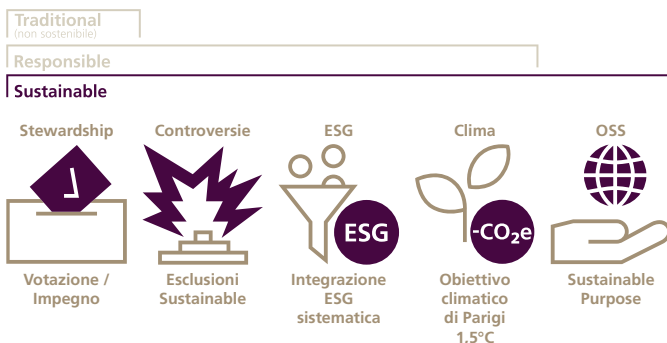 Traditional
(non sostenibile)
Responsible
Sustainable
Stewardship
Controversie
ESG
Clima
OSS
ESG
-CO₂e
Votazione /
Impegno
Esclusioni
Sustainable
Integrazione
ESG
sistematica
Obiettivo
climatico
di Parigi
1,5°C
Sustainable
Purpose